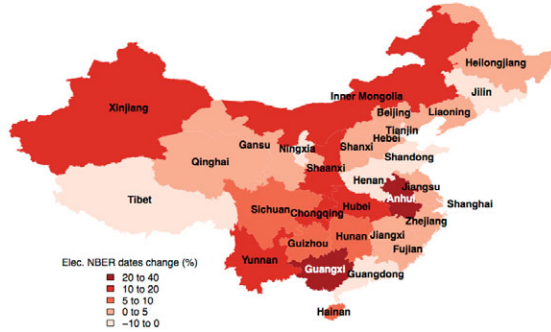 Heilongjiang
Jilin
Inner Mongolla
Xinjiang
Beijing
Liaoning
Tianjin
Hebei
Gansu
Ningxia
Shanxi
Shandong
Qinghai
Shaanxi
Henan
Jiangsu
Tibet
Anhui
Shanghai
Sichuan
Hubei
Chongqing
Zhejiang
Hunan
Jiangxi
Guizhou
Fujian
Yunnan
Guangxi
Guangdong
Hainan
Elec. NBER dates change (%)
20 to 40
10 to 20
5 to 10
0 to 5
−10 to 0